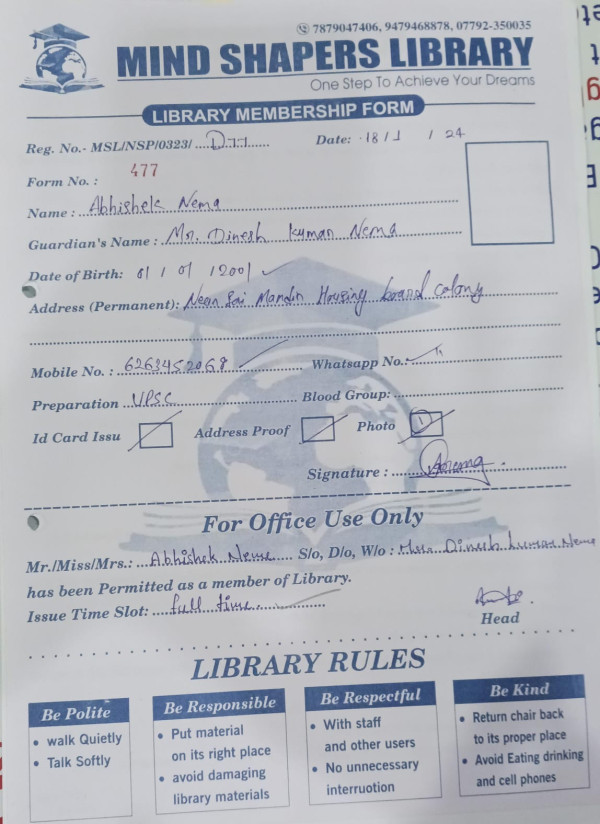 7879047406, 9479468878, 07792-350035
MIND SHAPERS LIBRARY
One Step To Achieve Your Dreams
LIBRARY MEMBERSHIP FORM
Reg. No.- MSL/NSP/0323/ Date: 18/1/24
Form No.: 477
Name: Abhishek Nema
Guardian's Name: Mr. Dinesh kumar Nema
Date of Birth: 01/01/2001
Address (Permanent): Near Sai Mandir Housing board colony
Mobile No.: 6263452068 Whatsapp No.:
Preparation UPSC Blood Group:
Id Card Issu Address Proof Photo
Signature:
For Office Use Only
Mr./Miss/Mrs.: Abhishek Nema S/o, D/o, W/o: Dinesh kumar Nema
has been Permitted as a member of Library.
Issue Time Slot: full time
Head
LIBRARY RULES
Be Polite
• walk Quietly
• Talk Softly
Be Responsible
• Put material
on its right place
• avoid damaging
library materials
Be Respectful
• With staff
and other users
• No unnecessary
interruotion
Be Kind
• Return chair back
to its proper place
• Avoid Eating drinking
and cell phones